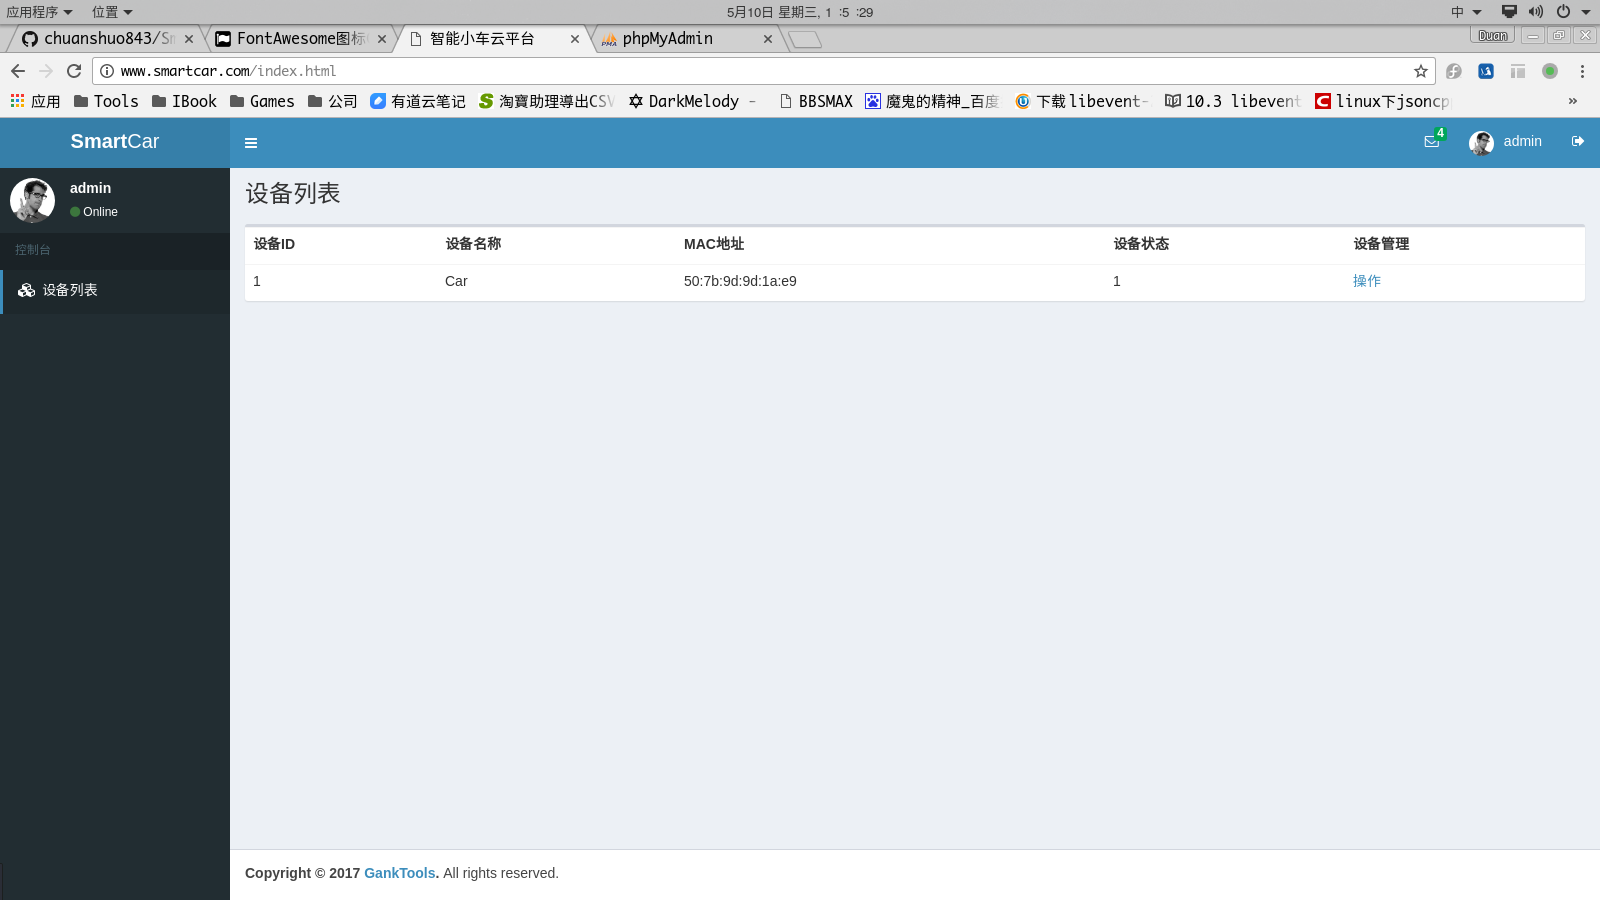 应用程序 位置 5月10日 星期三, 1 :5 :29 中
chuanshuo843/Sm FontAwesome图标 智能小车云平台 phpMyAdmin Duan
www.smartcar.com/index.html
应用 Tools IBook Games 公司 有道云笔记 淘寶助理導出CSV DarkMelody - BBSMAX 魔鬼的精神_百度 下载libevent- 10.3 libevent linux下jsoncpp »
SmartCar 4 admin
admin
Online
控制台
设备列表
设备列表
设备ID 设备名称 MAC地址 设备状态 设备管理
1 Car 50:7b:9d:9d:1a:e9 1 操作
Copyright © 2017 GankTools. All rights reserved.